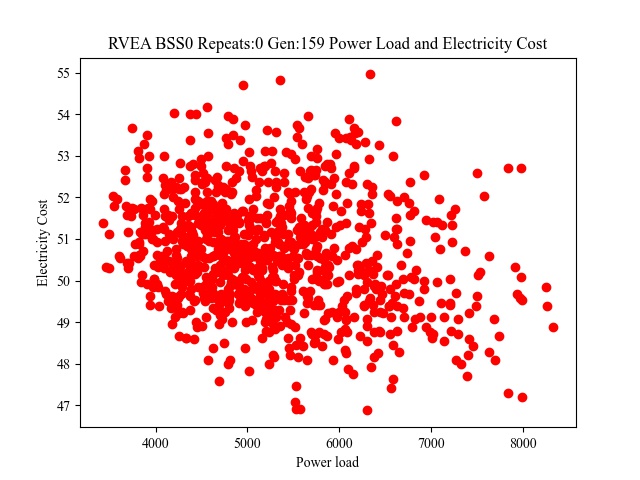 RVEA BSS0 Repeats:0 Gen:159 Power Load and Electricity Cost
55
54
53
52
51
50
49
48
47
Electricity Cost
4000 5000 6000 7000 8000
Power load